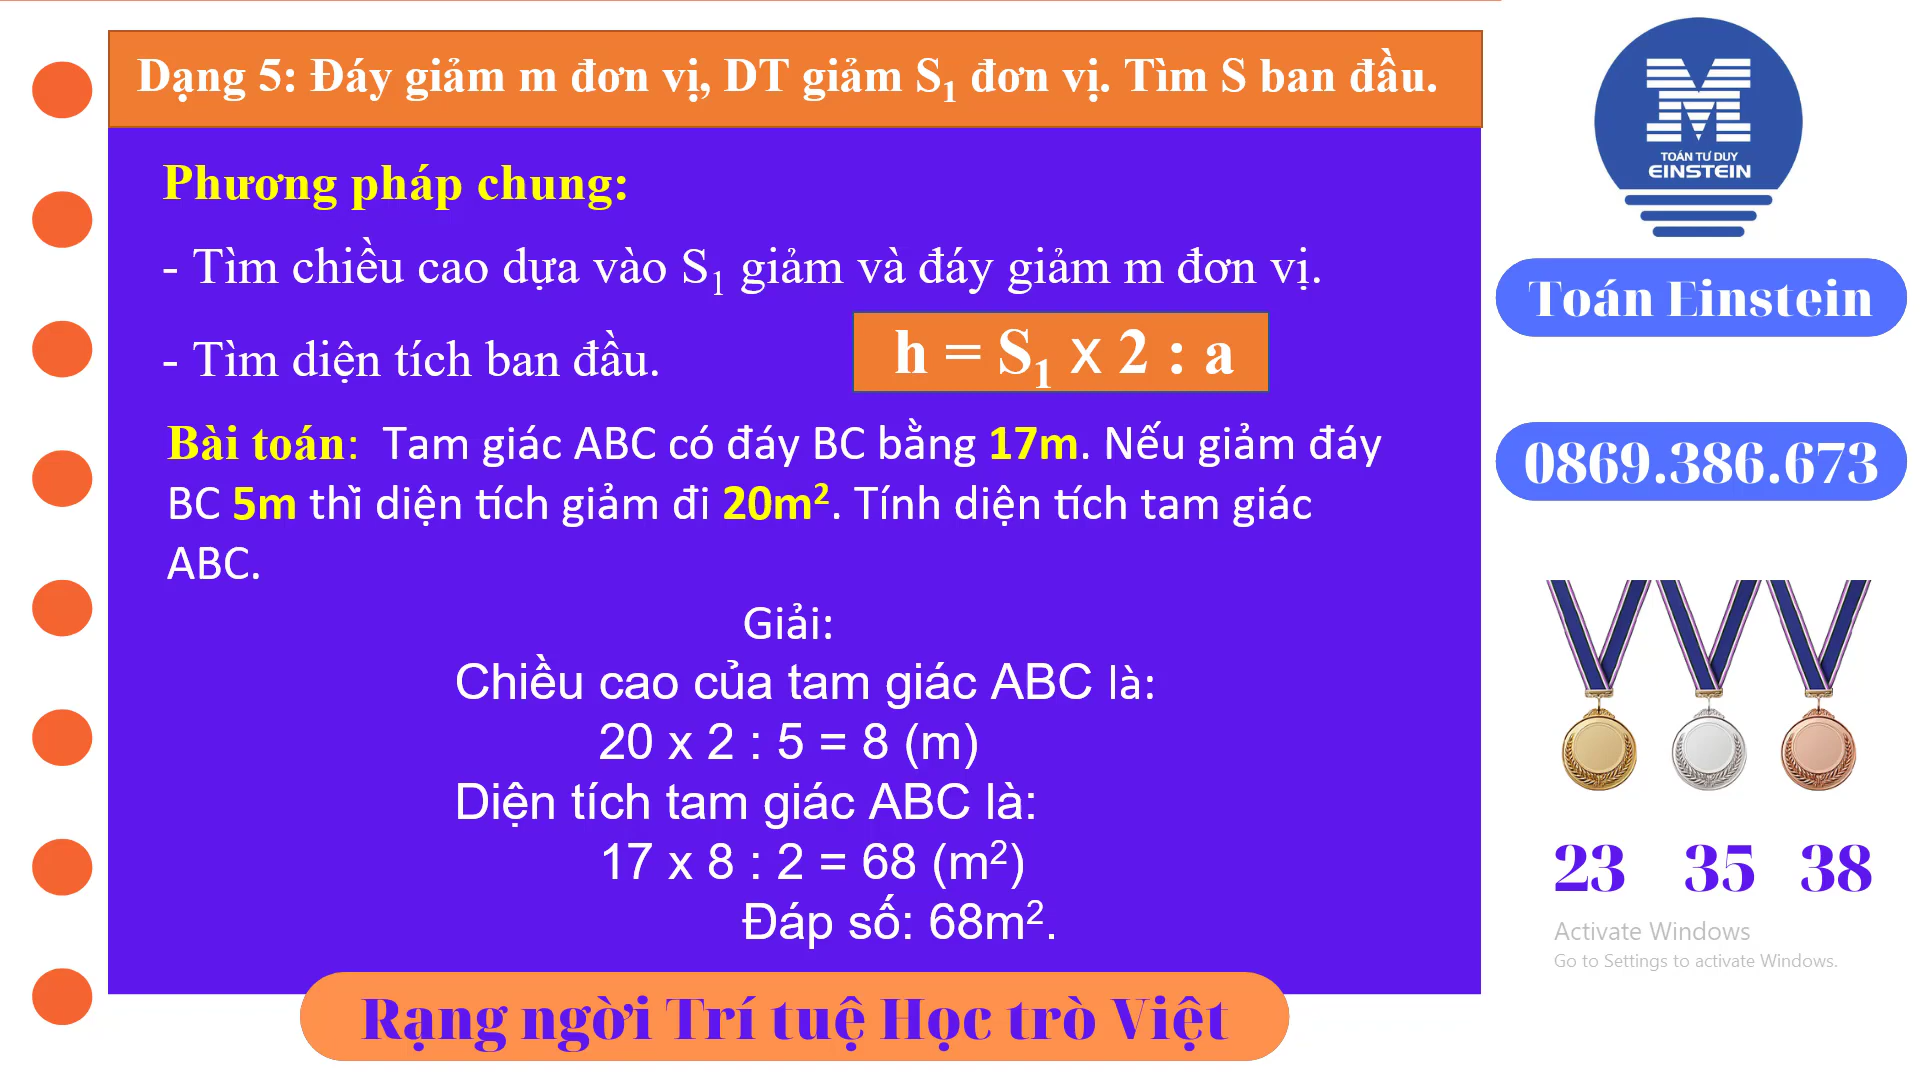 Dạng 5: Đáy giảm m đơn vị, DT giảm S₁ đơn vị. Tìm S ban đầu.
Phương pháp chung:
- Tìm chiều cao dựa vào S₁ giảm và đáy giảm m đơn vị.
- Tìm diện tích ban đầu.
h = S₁ x 2 : a
Bài toán: Tam giác ABC có đáy BC bằng 17m. Nếu giảm đáy
BC 5m thì diện tích giảm đi 20m². Tính diện tích tam giác
ABC.
Giải:
Chiều cao của tam giác ABC là:
20 x 2 : 5 = 8 (m)
Diện tích tam giác ABC là:
17 x 8 : 2 = 68 (m²)
Đáp số: 68m².
Rạng ngời Trí tuệ Học trò Việt
M
TOÁN TƯ DUY
EINSTEIN
Toán Einstein
0869.386.673
23 35 38
Activate Windows
Go to Settings to activate Windows.